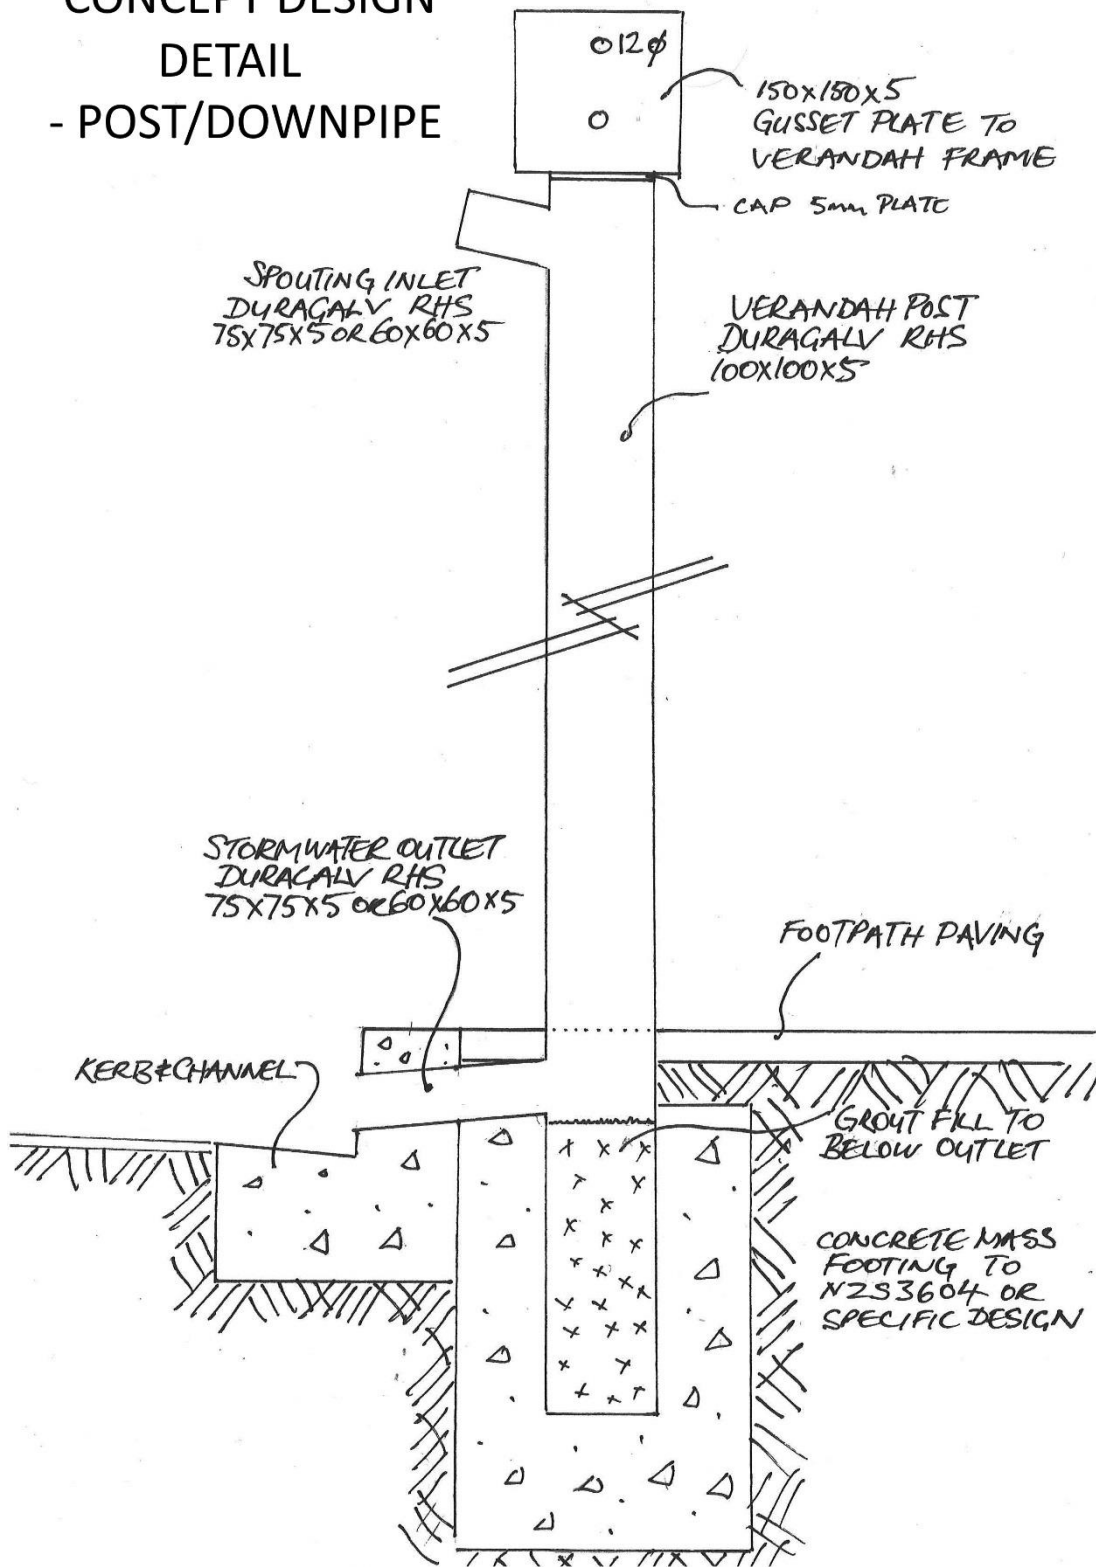 CONCEPT DESIGN
DETAIL
- POST/DOWNPIPE
O12ϕ
150x150x5
GUSSET PLATE TO
VERANDAH FRAME
CAP 5mm PLATE
SPOUTING INLET
DURAGALV RHS
75x75x5 OR 60x60x5
VERANDAH POST
DURAGALV RHS
100x100x5
STORMWATER OUTLET
DURAGALV RHS
75x75x5 OR 60x60x5
FOOTPATH PAVING
KERB & CHANNEL
GROUT FILL TO
BELOW OUTLET
CONCRETE MASS
FOOTING TO
NZS3604 OR
SPECIFIC DESIGN